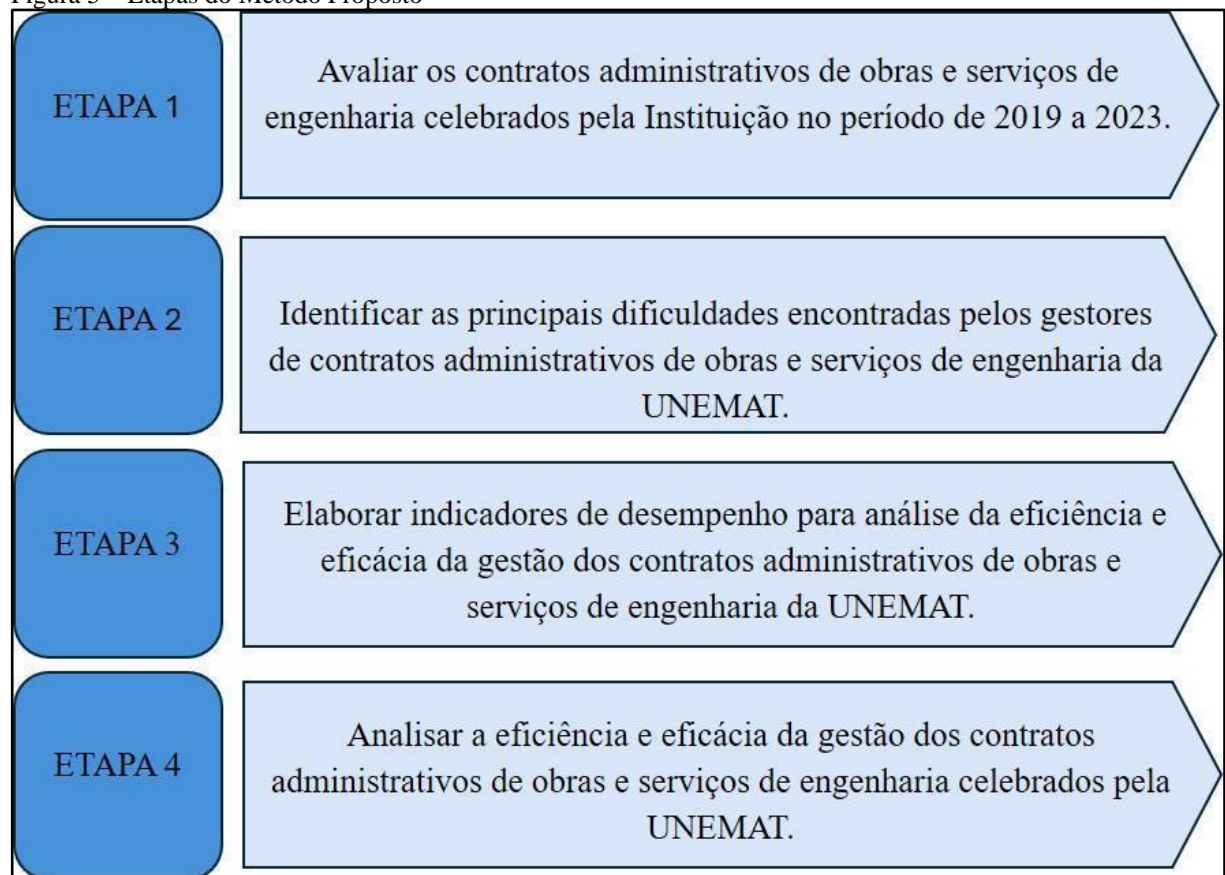 Figura 3 – Etapas do Método Proposto
ETAPA 1
Avaliar os contratos administrativos de obras e serviços de
engenharia celebrados pela Instituição no período de 2019 a 2023.
ETAPA 2
Identificar as principais dificuldades encontradas pelos gestores
de contratos administrativos de obras e serviços de engenharia da
UNEMAT.
ETAPA 3
Elaborar indicadores de desempenho para análise da eficiência e
eficácia da gestão dos contratos administrativos de obras e
serviços de engenharia da UNEMAT.
ETAPA 4
Analisar a eficiência e eficácia da gestão dos contratos
administrativos de obras e serviços de engenharia celebrados pela
UNEMAT.